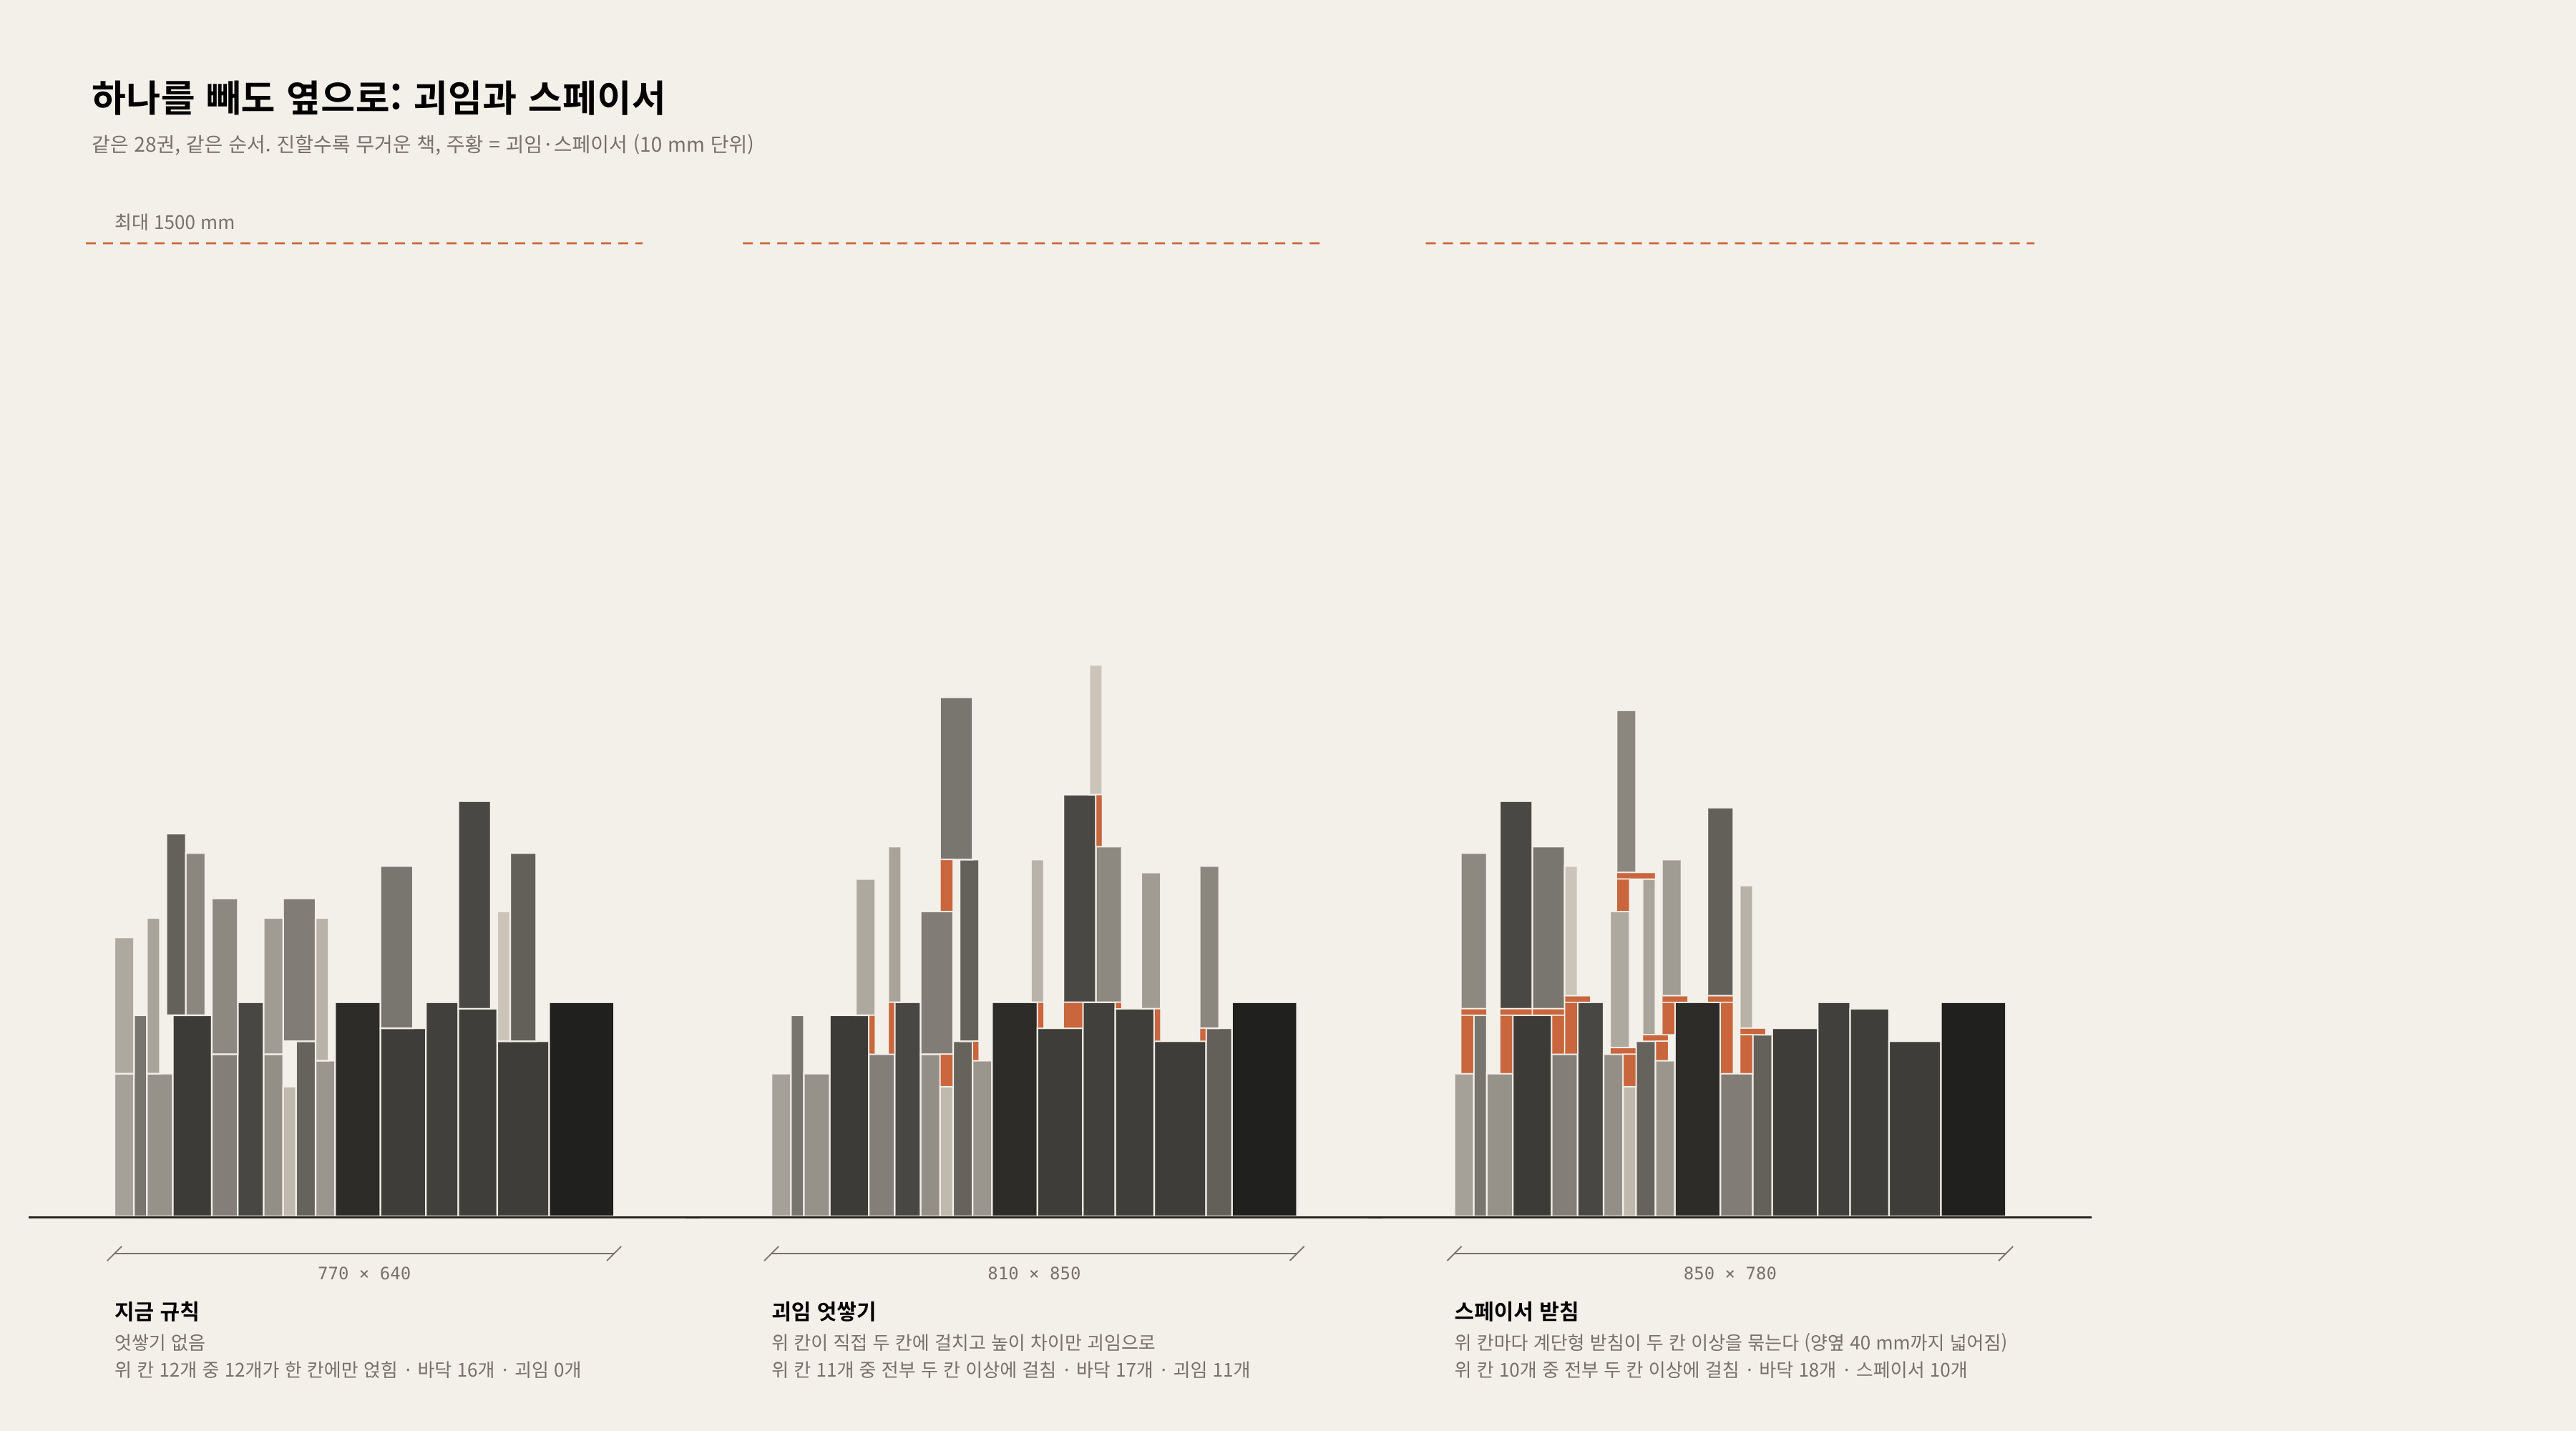 하나를 빼도 옆으로: 괴임과 스페이서
같은 28권, 같은 순서. 진할수록 무거운 책, 주황 = 괴임·스페이서 (10 mm 단위)
최대 1500 mm
770 × 640
810 × 850
850 × 780
지금 규칙
엇쌓기 없음
위 칸 12개 중 12개가 한 칸에만 얹힘 · 바닥 16개 · 괴임 0개
괴임 엇쌓기
위 칸이 직접 두 칸에 걸치고 높이 차이만 괴임으로
위 칸 11개 중 전부 두 칸 이상에 걸침 · 바닥 17개 · 괴임 11개
스페이서 받침
위 칸마다 계단형 받침이 두 칸 이상을 묶는다 (양옆 40 mm까지 넓어짐)
위 칸 10개 중 전부 두 칸 이상에 걸침 · 바닥 18개 · 스페이서 10개